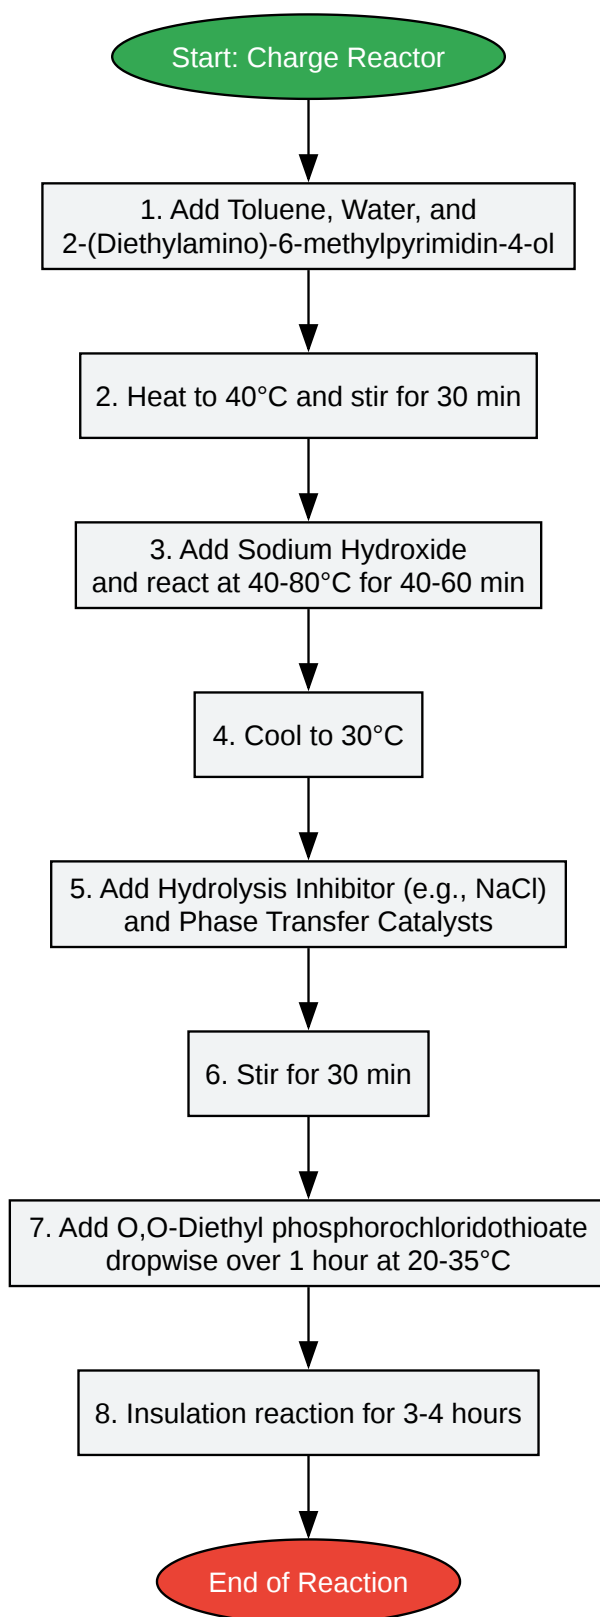 Start: Charge Reactor
1. Add Toluene, Water, and
2-(Diethylamino)-6-methylpyrimidin-4-ol
2. Heat to 40°C and stir for 30 min
3. Add Sodium Hydroxide
and react at 40-80°C for 40-60 min
4. Cool to 30°C
5. Add Hydrolysis Inhibitor (e.g., NaCl)
and Phase Transfer Catalysts
6. Stir for 30 min
7. Add O,O-Diethyl phosphorochloridothioate
dropwise over 1 hour at 20-35°C
8. Insulation reaction for 3-4 hours
End of Reaction